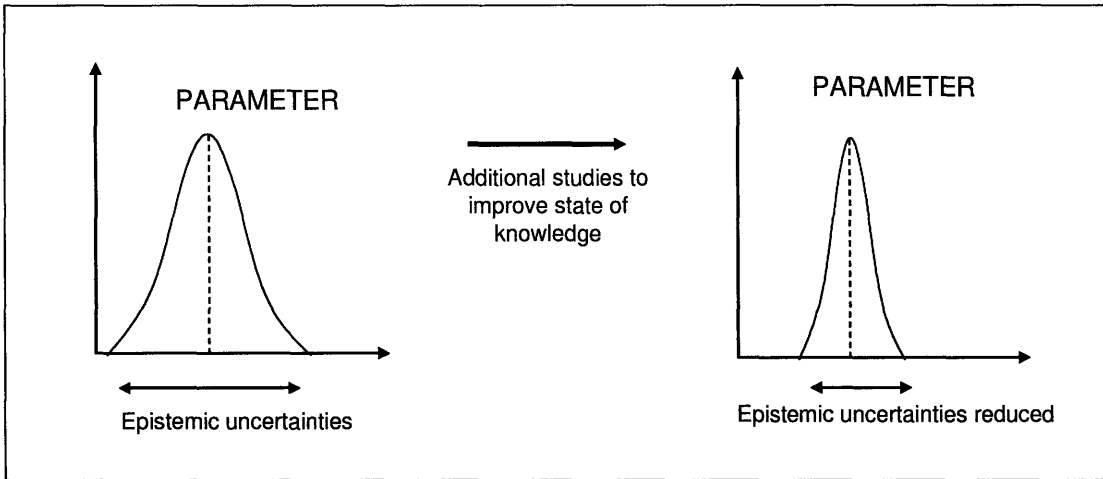 PARAMETER
Additional studies to
improve state of
knowledge
Epistemic uncertainties
PARAMETER
Epistemic uncertainties reduced